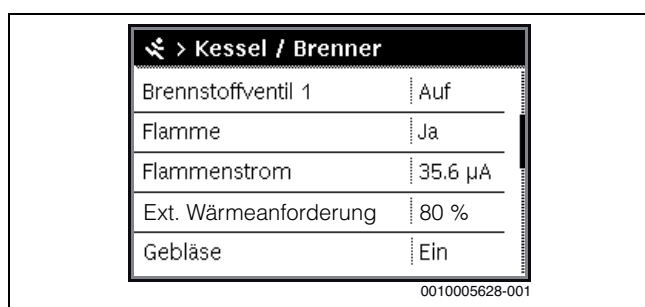 > Kessel / Brenner
Brennstoffventil 1 Auf
Flamme Ja
Flammenstrom 35.6 µA
Ext. Wärmeanforderung 80 %
Gebläse Ein
0010005628-001